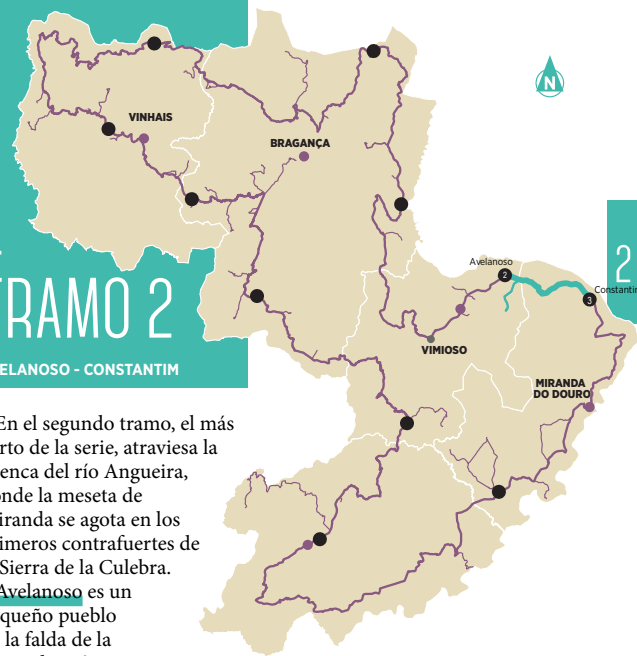 N
VINHAIS
BRAGANÇA
Avelanoso
2
Constantim
3
2
VIMIOSO
MIRANDA
DO DOURO
RAMO 2
ELANOSO - CONSTANTIM
En el segundo tramo, el más
rto de la serie, atraviesa la
enca del río Angueira,
onde la meseta de
iranda se agota en los
imeros contrafuertes de
Sierra de la Culebra.
Avelanoso es un
queño pueblo
la falda de la